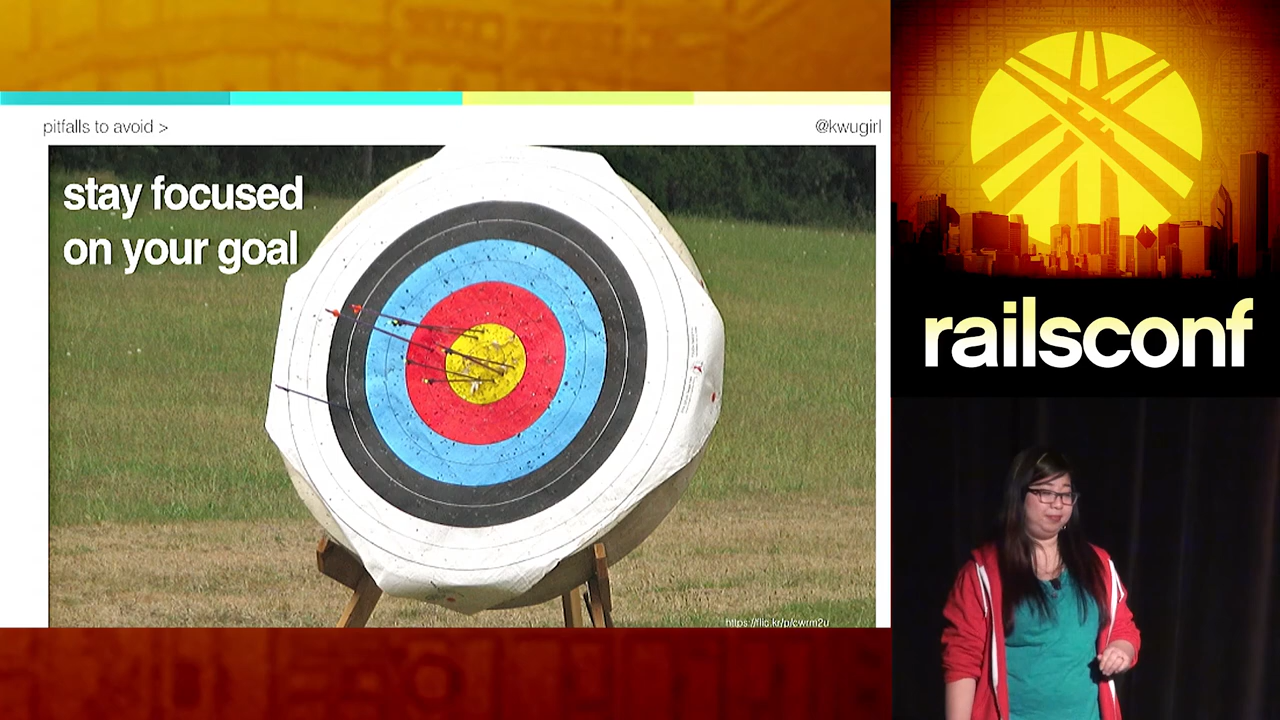 pitfalls to avoid >
@kwugirl
stay focused
on your goal
https://flic.kr/p/cwrm2u
railsconf